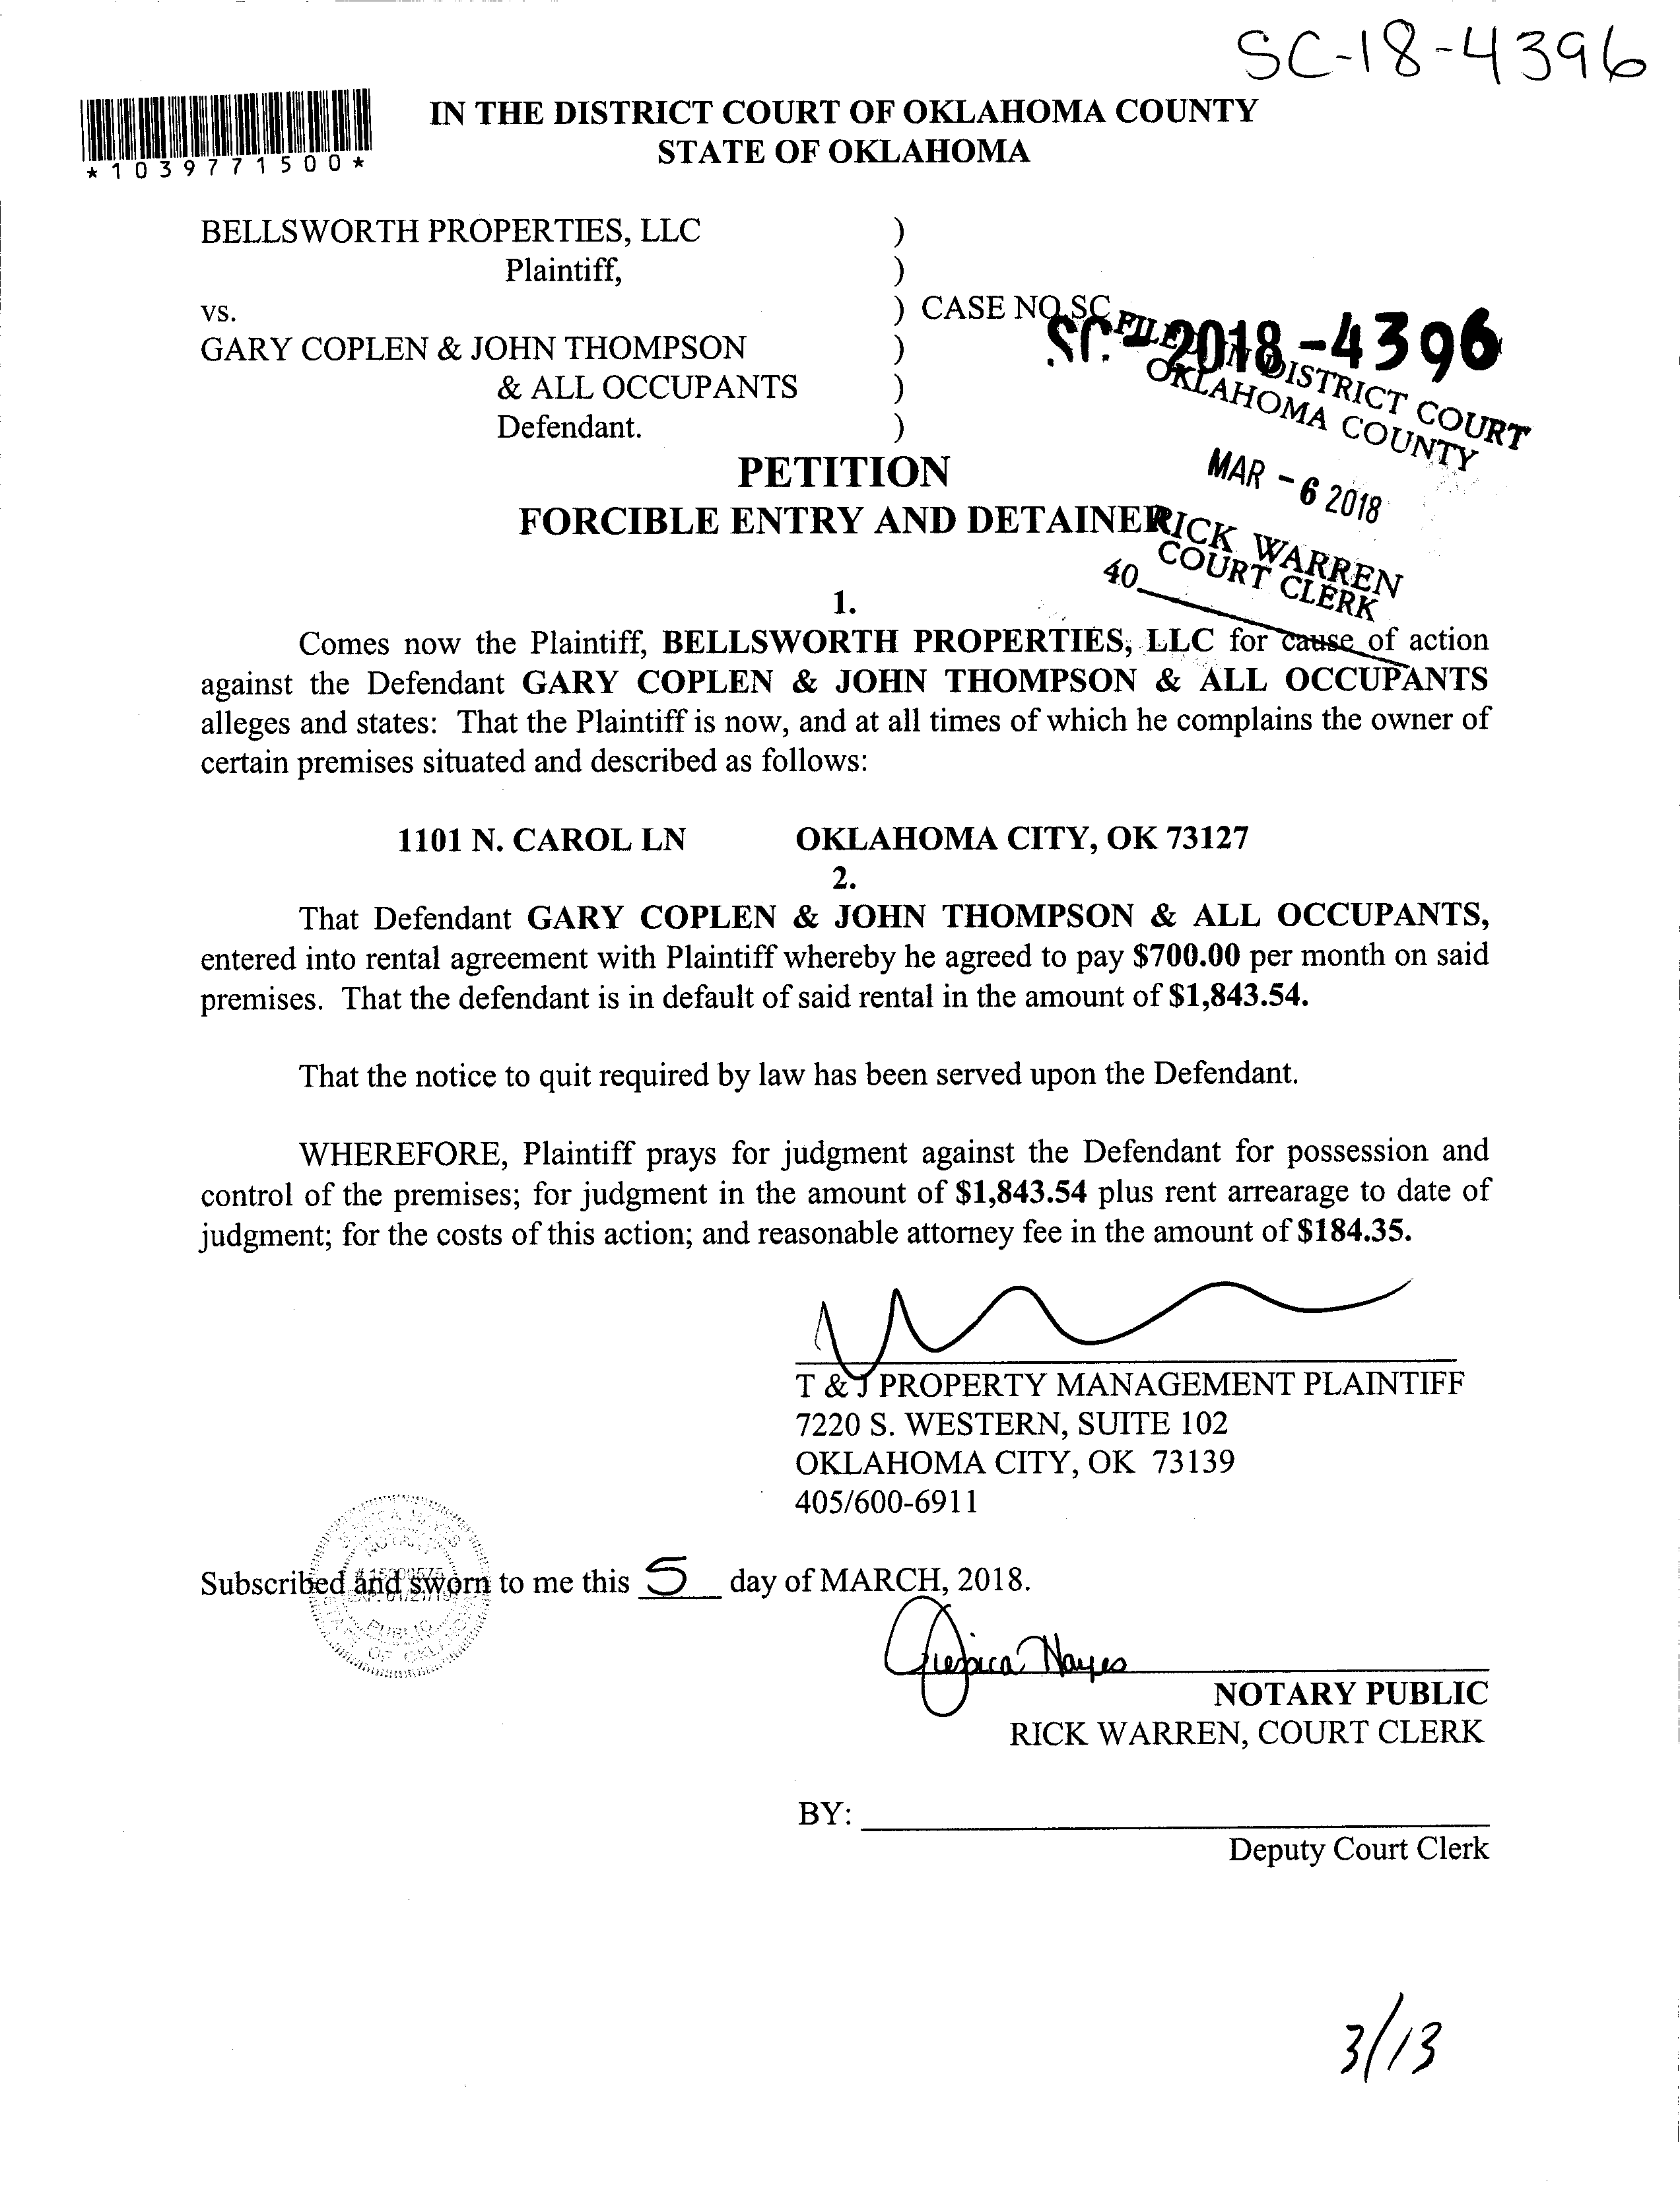 SC-18-4396
*1039771500*
IN THE DISTRICT COURT OF OKLAHOMA COUNTY
STATE OF OKLAHOMA
BELLSWORTH PROPERTIES, LLC )
Plaintiff, )
vs. ) CASE NO.SC
SC-2018-4396
GARY COPLEN & JOHN THOMPSON )
& ALL OCCUPANTS )
Defendant. )
FILED IN DISTRICT COURT
OKLAHOMA COUNTY
MAR - 6 2018
RICK WARREN
COURT CLERK
40
PETITION
FORCIBLE ENTRY AND DETAINER
1.
Comes now the Plaintiff, BELLSWORTH PROPERTIES, LLC for cause of action
against the Defendant GARY COPLEN & JOHN THOMPSON & ALL OCCUPANTS
alleges and states: That the Plaintiff is now, and at all times of which he complains the owner of
certain premises situated and described as follows:
1101 N. CAROL LN OKLAHOMA CITY, OK 73127
2.
That Defendant GARY COPLEN & JOHN THOMPSON & ALL OCCUPANTS,
entered into rental agreement with Plaintiff whereby he agreed to pay $700.00 per month on said
premises. That the defendant is in default of said rental in the amount of $1,843.54.
That the notice to quit required by law has been served upon the Defendant.
WHEREFORE, Plaintiff prays for judgment against the Defendant for possession and
control of the premises; for judgment in the amount of $1,843.54 plus rent arrearage to date of
judgment; for the costs of this action; and reasonable attorney fee in the amount of $184.35.
T & J PROPERTY MANAGEMENT PLAINTIFF
7220 S. WESTERN, SUITE 102
OKLAHOMA CITY, OK 73139
405/600-6911
Subscribed and sworn to me this 5 day of MARCH, 2018.
NOTARY
PUBLIC
STATE OF OKLAHOMA
Jessica Hayes
NOTARY PUBLIC
RICK WARREN, COURT CLERK
BY:
Deputy Court Clerk
3/13